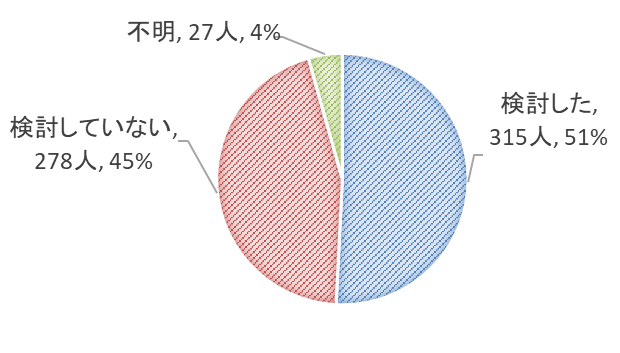 不明, 27人, 4%
検討した,
315人, 51%
検討していない,
278人, 45%